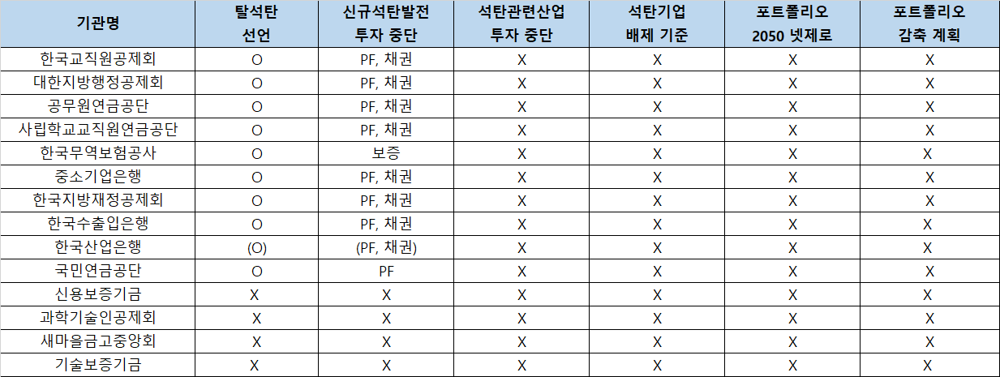 기관명 탈석탄 선언 신규석탄발전 투자 중단 석탄관련산업 투자 중단 석탄기업 배제 기준 포트폴리오 2050 넷제로 포트폴리오 감축 계획
한국교직원공제회 O PF, 채권 X X X X
대한지방행정공제회 O PF, 채권 X X X X
공무원연금공단 O PF, 채권 X X X X
사립학교교직원연금공단 O PF, 채권 X X X X
한국무역보험공사 O 보증 X X X X
중소기업은행 O PF, 채권 X X X X
한국지방재정공제회 O PF, 채권 X X X X
한국수출입은행 O PF, 채권 X X X X
한국산업은행 (O) (PF, 채권) X X X X
국민연금공단 O PF X X X X
신용보증기금 X X X X X X
과학기술인공제회 X X X X X X
새마을금고중앙회 X X X X X X
기술보증기금 X X X X X X